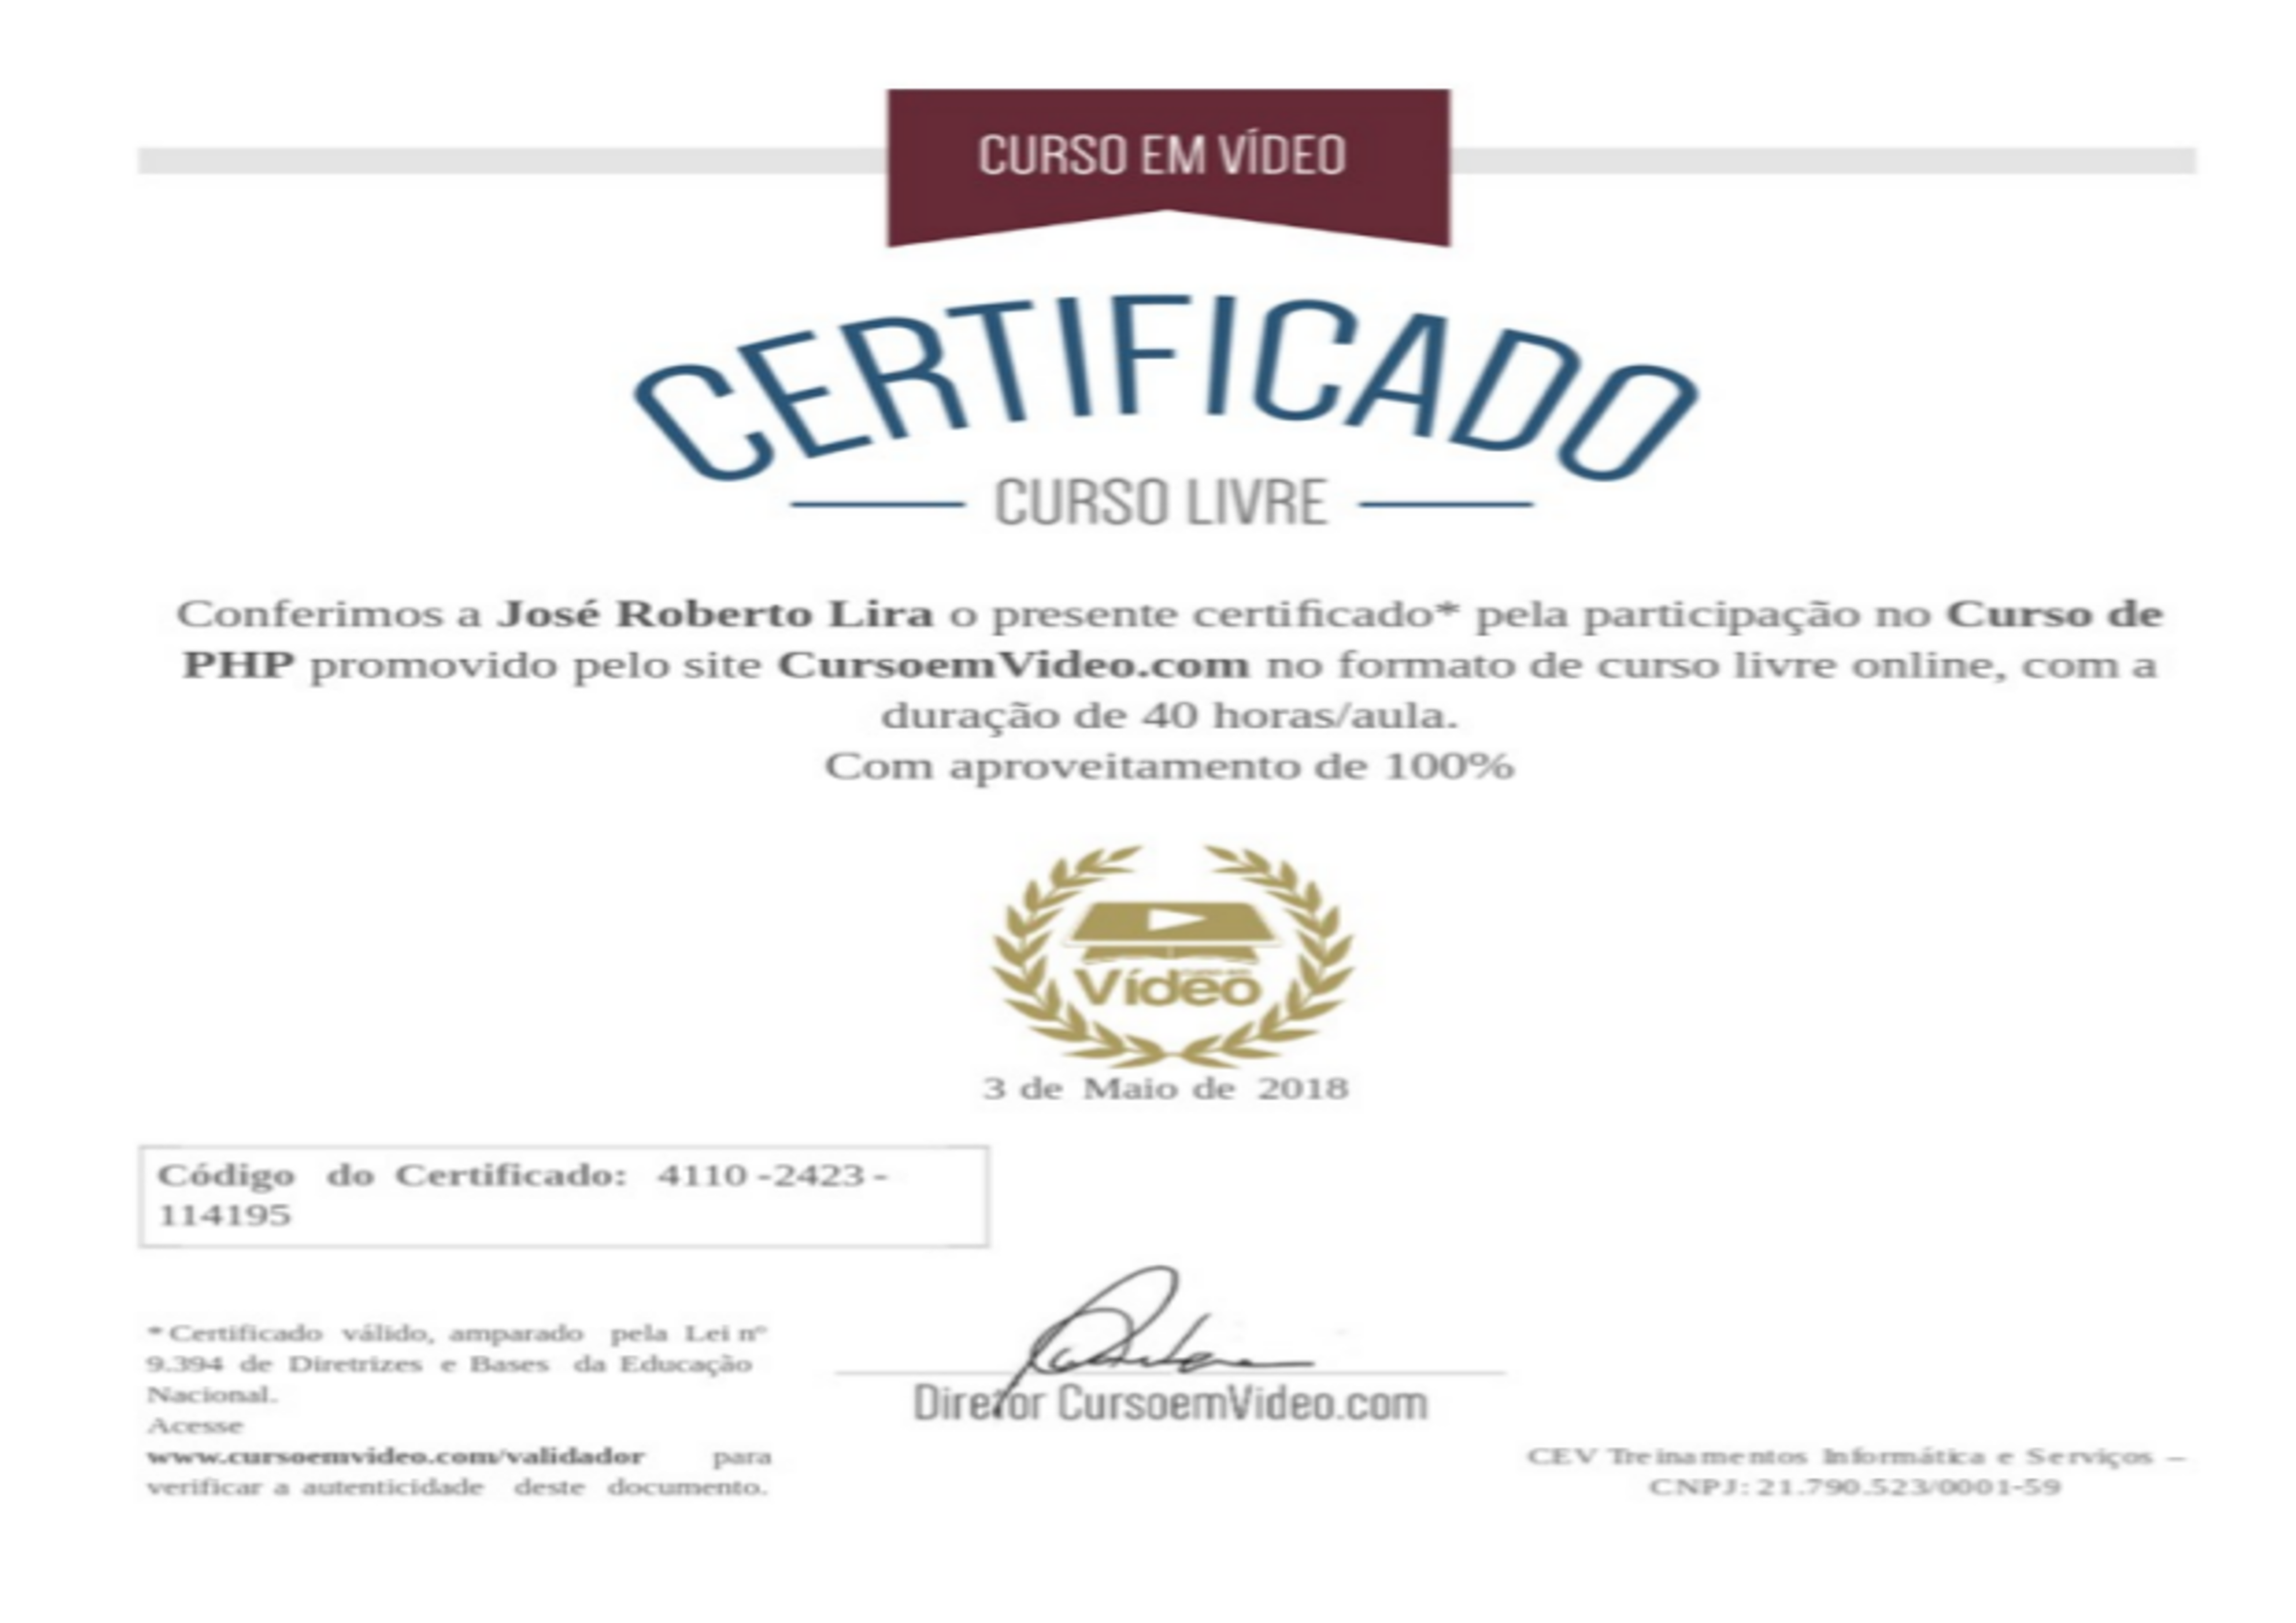 CURSO EM VÍDEO
CERTIFICADO
CURSO LIVRE
Conferimos a José Roberto Lira o presente certificado* pela participação no Curso de
PHP promovido pelo site CursoemVideo.com no formato de curso livre online, com a
duração de 40 horas/aula.
Com aproveitamento de 100%
Vídeo
3 de Maio de 2018
Código do Certificado: 4110 -2423 -
114195
* Certificado válido, amparado pela Lei nº
9.394 de Diretrizes e Bases da Educação
Nacional.
Acesse
www.cursoemvideo.com/validador para
verificar a autenticidade deste documento.
Diretor CursoemVideo.com
CEV Treinamentos Informática e Serviços –
CNPJ: 21.790.523/0001-59